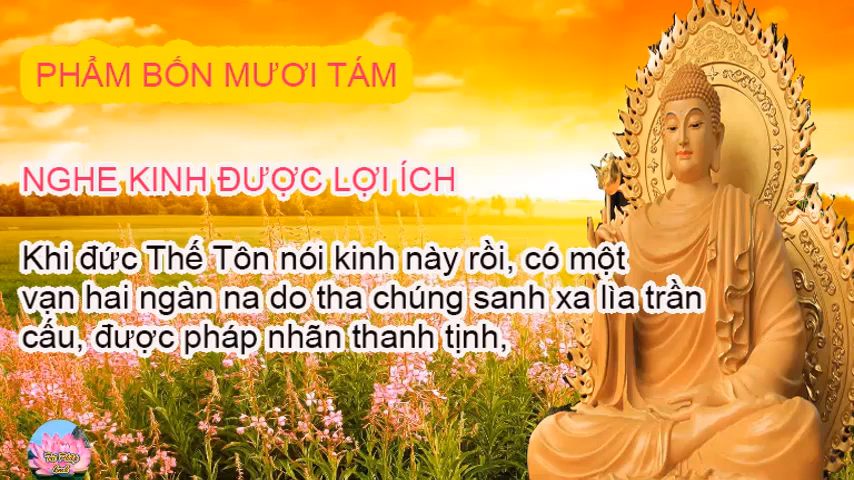 PHẨM BỐN MƯƠI TÁM
NGHE KINH ĐƯỢC LỢI ÍCH
Khi đức Thế Tôn nói kinh này rồi, có một
vạn hai ngàn na do tha chúng sanh xa lìa trần
cấu, được pháp nhãn thanh tịnh,